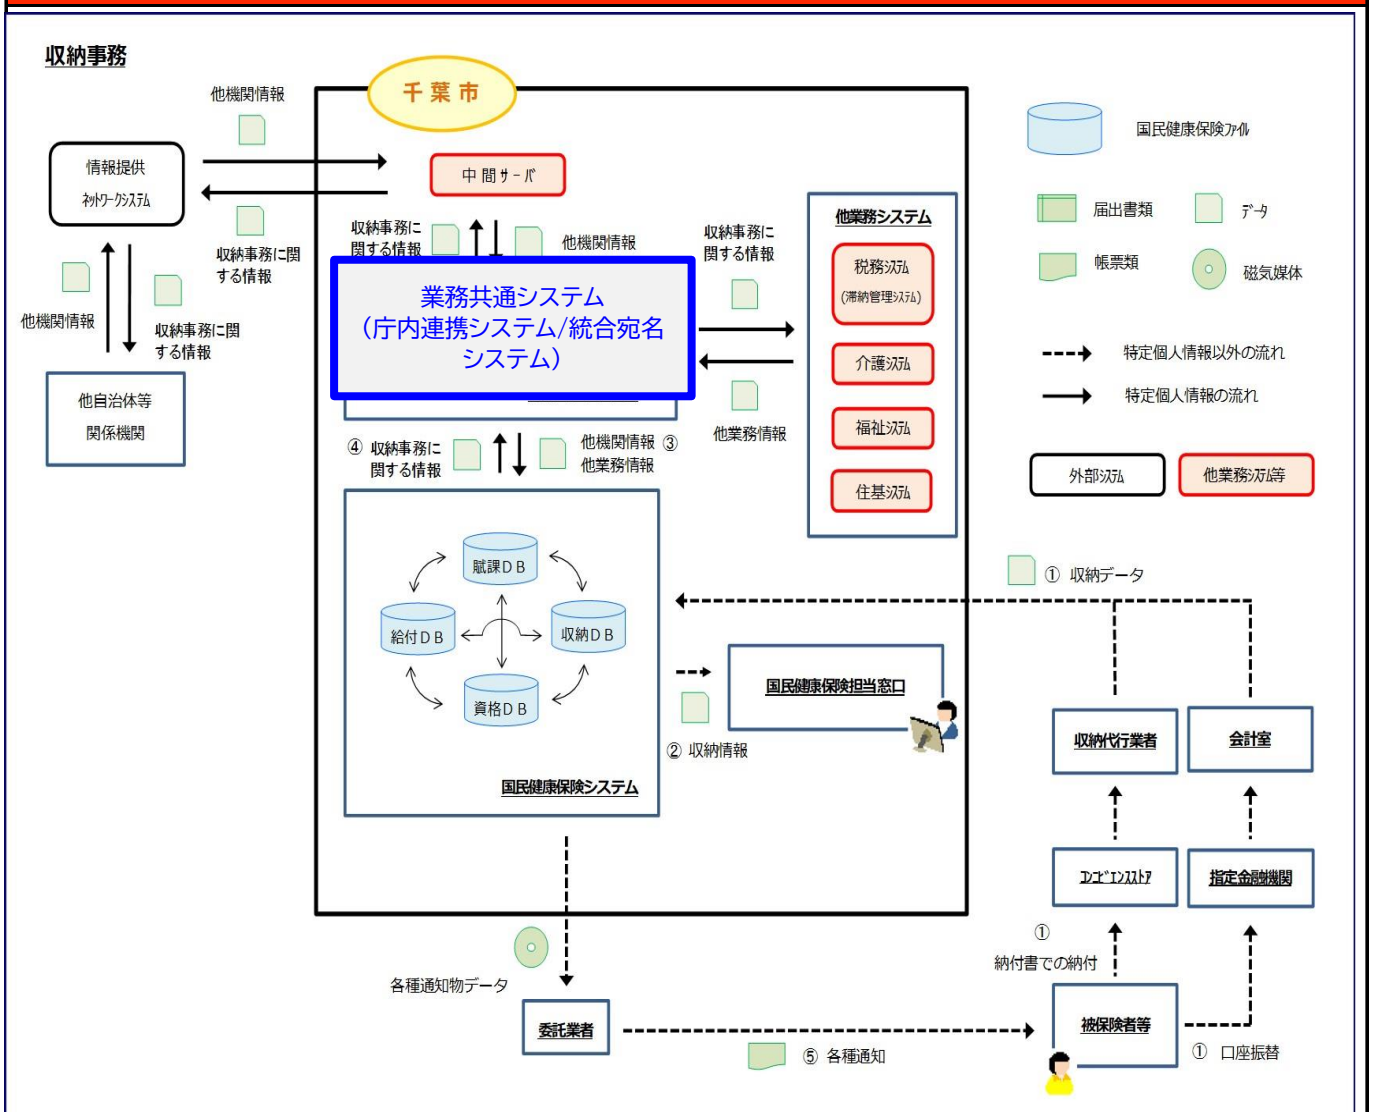 収納事務
千葉市
他機関情報
情報提供
ネットワークシステム
中間サーバ
収納事務に関
する情報
他機関情報
収納事務に関
する情報
他自治体等
関係機関
収納事務に
関する情報
他機関情報
業務共通システム
（庁内連携システム/統合宛名
システム）
収納事務に
関する情報
他業務情報
他業務システム
税務システム
(滞納管理システム)
介護システム
福祉システム
住基システム
国民健康保険ファイル
届出書類
データ
帳票類
磁気媒体
特定個人情報以外の流れ
特定個人情報の流れ
外部システム
他業務システム等
④ 収納事務に
関する情報
他機関情報 ③
他業務情報
賦課ＤＢ
給付ＤＢ
収納ＤＢ
資格ＤＢ
国民健康保険システム
① 収納データ
国民健康保険担当窓口
② 収納情報
収納代行業者
会計室
コンビニエンスストア
指定金融機関
①
納付書での納付
被保険者等
① 口座振替
各種通知物データ
委託業者
⑤ 各種通知